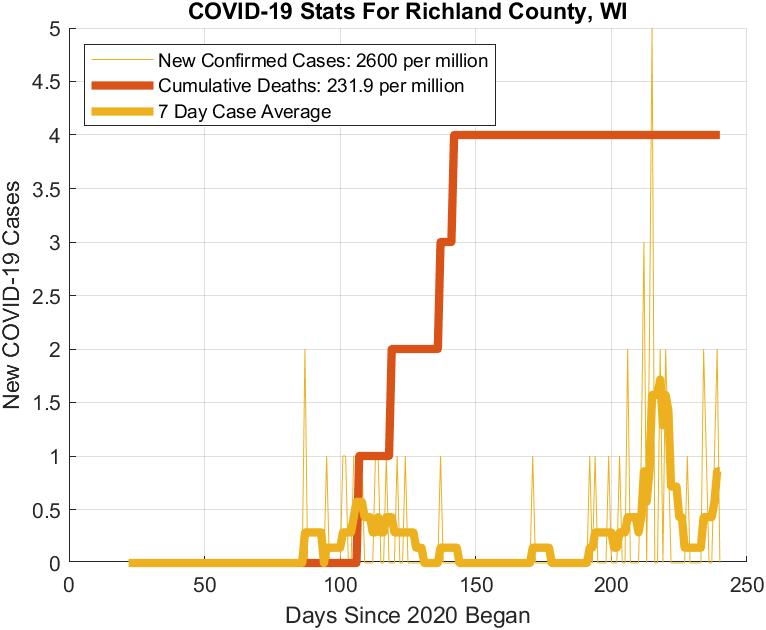 COVID-19 Stats For Richland County, WI
New Confirmed Cases: 2600 per million
Cumulative Deaths: 231.9 per million
7 Day Case Average
New COVID-19 Cases
5
4.5
4
3.5
3
2.5
2
1.5
1
0.5
0
0 50 100 150 200 250
Days Since 2020 Began